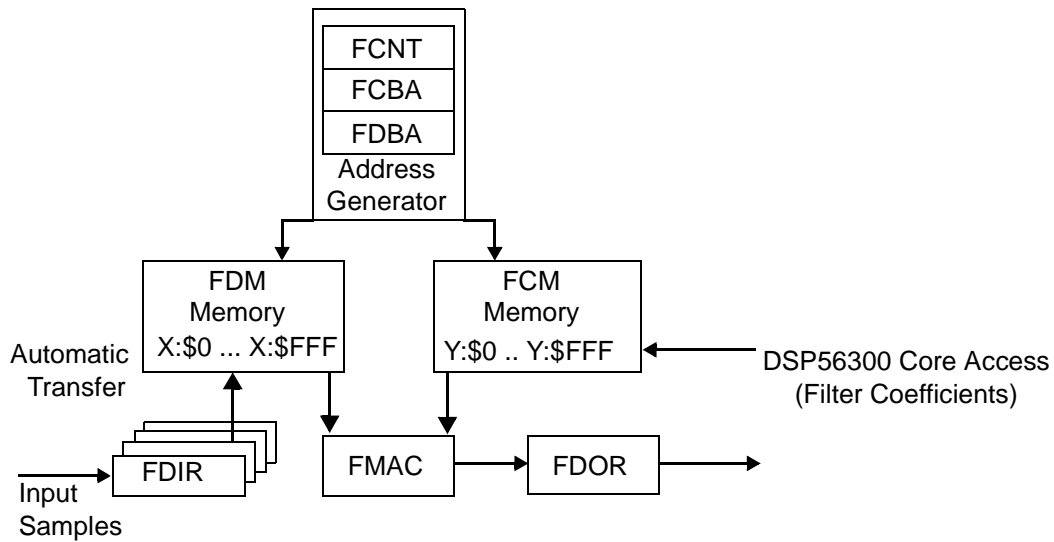 FCNT
FCBA
FDBA
Address
Generator
FDM
Memory
X:$0 ... X:$FFF
FCM
Memory
Y:$0 .. Y:$FFF
Automatic
Transfer
DSP56300 Core Access
(Filter Coefficients)
FDIR
FMAC
FDOR
Input
Samples